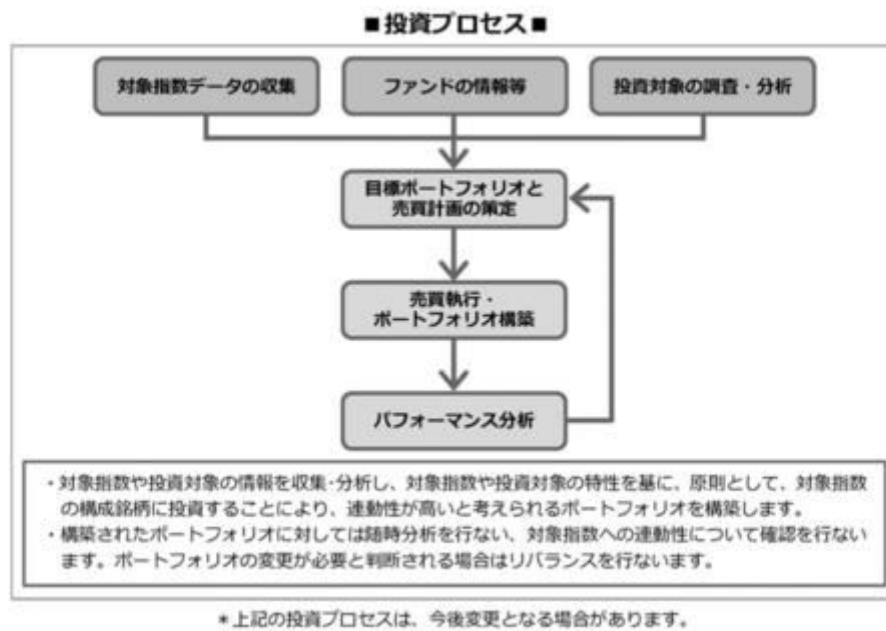 ■投資プロセス■
対象指数データの収集
ファンドの情報等
投資対象の調査・分析
目標ポートフォリオと
売買計画の策定
売買執行・
ポートフォリオ構築
パフォーマンス分析
・対象指数や投資対象の情報を収集・分析し、対象指数や投資対象の特性を基に、原則として、対象指数
の構成銘柄に投資することにより、連動性が高いと考えられるポートフォリオを構築します。
・構築されたポートフォリオに対しては随時分析を行ない、対象指数への連動性について確認を行ない
ます。ポートフォリオの変更が必要と判断される場合はリバランスを行ないます。
＊上記の投資プロセスは、今後変更となる場合があります。